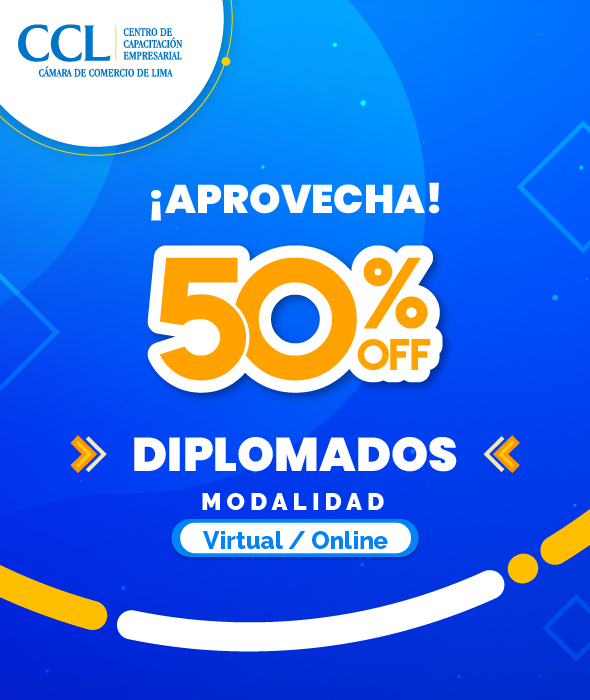 CCL
CENTRO DE
CAPACITACIÓN
EMPRESARIAL
CÁMARA DE COMERCIO DE LIMA
¡APROVECHA!
50%
OFF
DIPLOMADOS
MODALIDAD
Virtual / Online